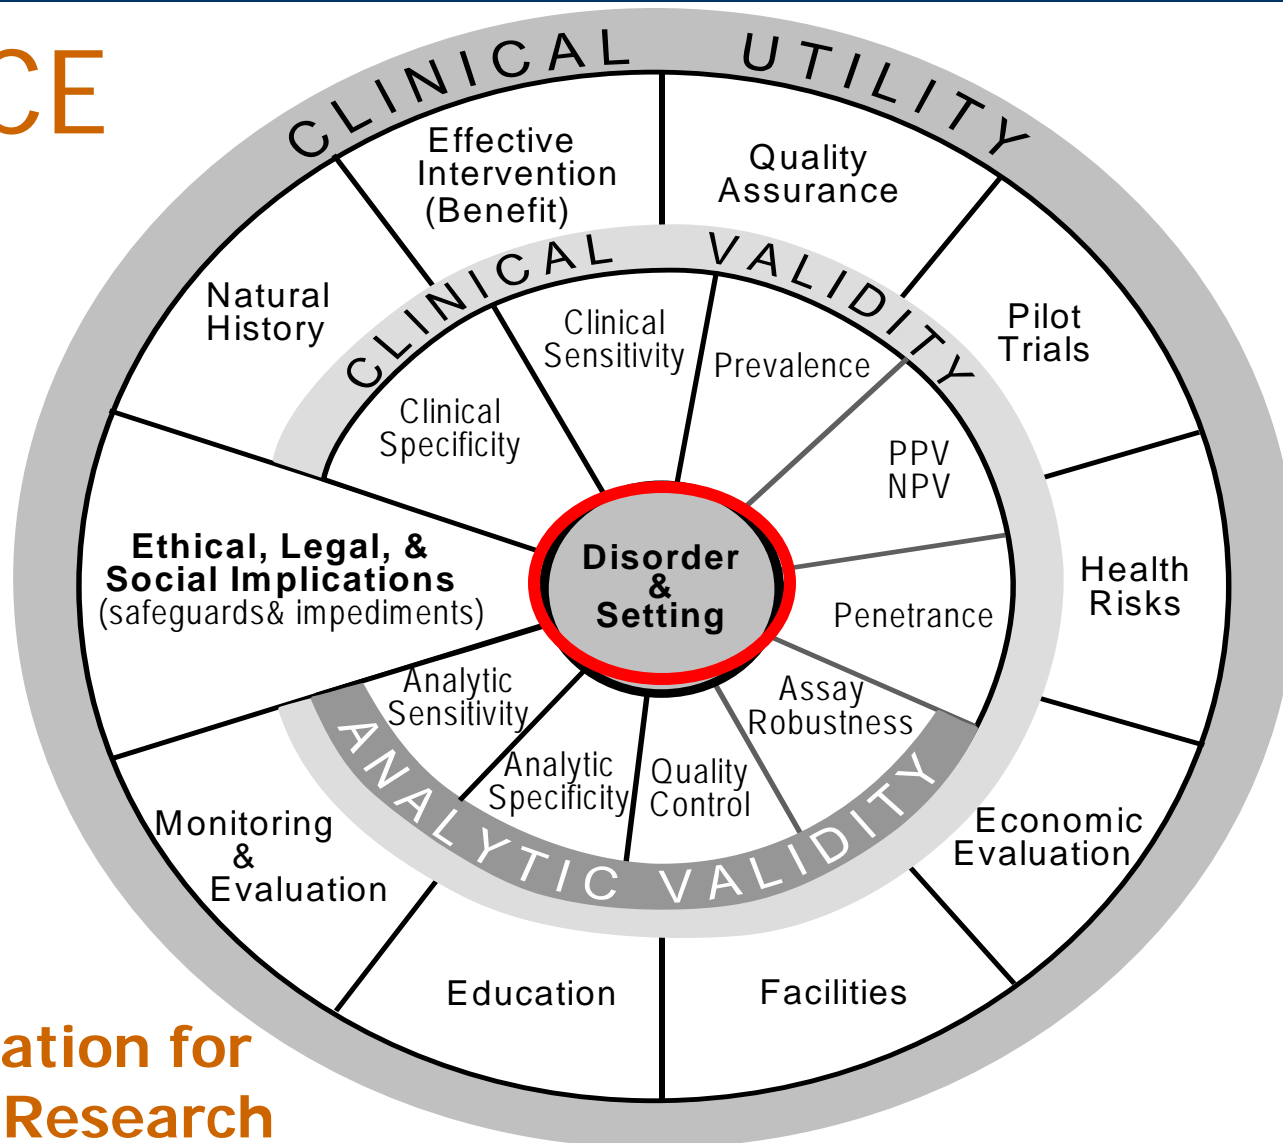 CE
CLINICAL UTILITY
Effective
Intervention
(Benefit)
Quality
Assurance
Natural
History
Pilot
Trials
CLINICAL VALIDITY
Clinical
Specificity
Clinical
Sensitivity
Prevalence
PPV
NPV
Ethical, Legal, &
Social Implications
(safeguards& impediments)
Disorder
&
Setting
Health
Risks
Penetrance
Analytic
Sensitivity
Analytic
Specificity
Quality
Control
Assay
Robustness
ANALYTIC VALIDITY
Monitoring
&
Evaluation
Economic
Evaluation
Education
Facilities
ation for
Research